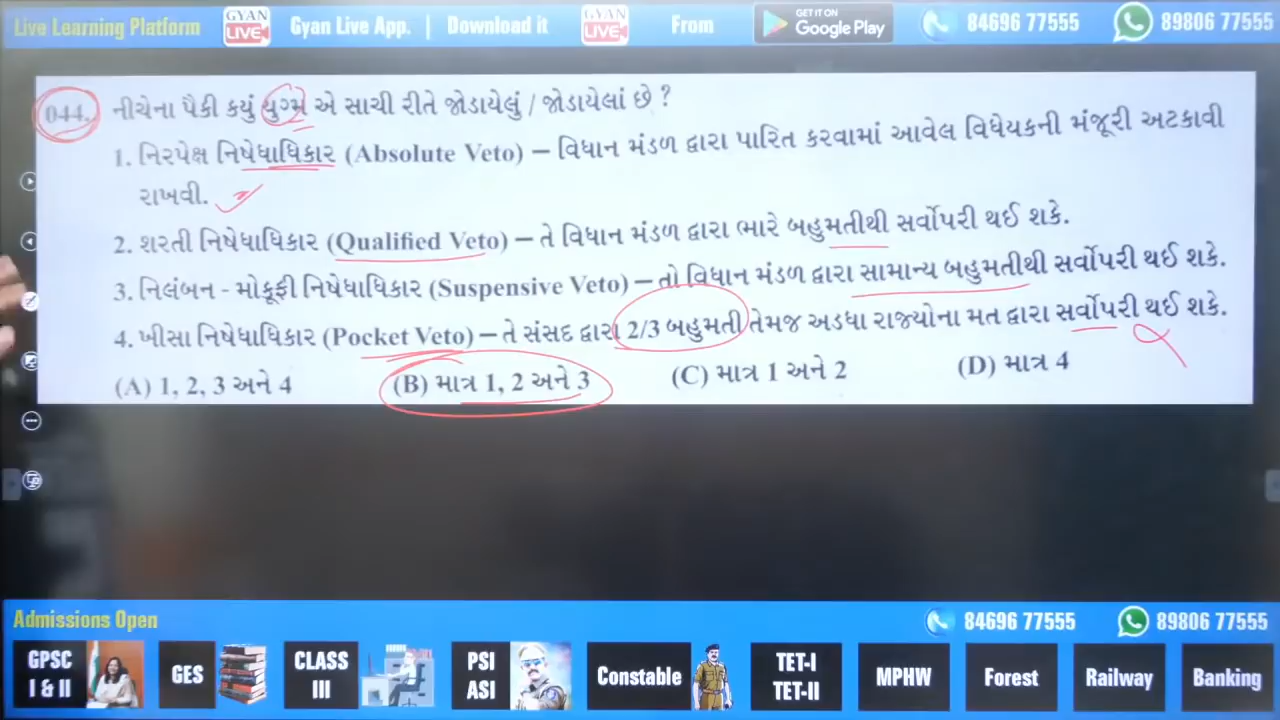 Live Learning Platform GYAN LIVE Gyan Live App. | Download it GYAN LIVE From GET IT ON Google Play 84696 77555 89806 77555
044. નીચેના પૈકી કયું યુગ્મ એ સાચી રીતે જોડાયેલું / જોડાયેલાં છે ?
1. નિરપેક્ષ નિષેધાધિકાર (Absolute Veto) – વિધાન મંડળ દ્વારા પારિત કરવામાં આવેલ વિધેયકની મંજૂરી અટકાવી
રાખવી.
2. શરતી નિષેધાધિકાર (Qualified Veto) – તે વિધાન મંડળ દ્વારા ભારે બહુમતીથી સર્વોપરી થઈ શકે.
3. નિલંબન - મોકૂફી નિષેધાધિકાર (Suspensive Veto) – તો વિધાન મંડળ દ્વારા સામાન્ય બહુમતીથી સર્વોપરી થઈ શકે.
4. ખીસા નિષેધાધિકાર (Pocket Veto) – તે સંસદ દ્વારા 2/3 બહુમતી તેમજ અડધા રાજ્યોના મત દ્વારા સર્વોપરી થઈ શકે.
(A) 1, 2, 3 અને 4 (B) માત્ર 1, 2 અને 3 (C) માત્ર 1 અને 2 (D) માત્ર 4
Admissions Open 84696 77555 89806 77555
GPSC I & II GES CLASS III PSI ASI Constable TET-I TET-II MPHW Forest Railway Banking